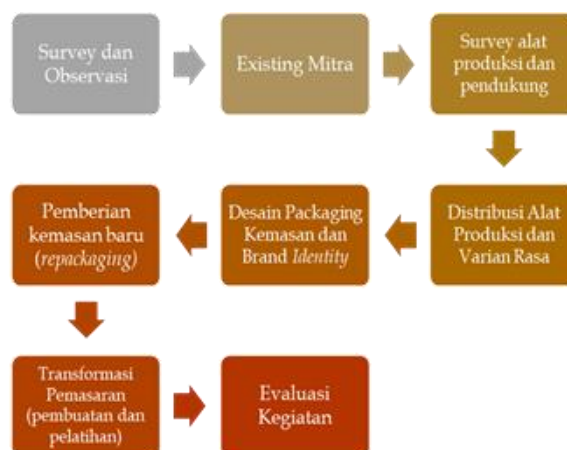 Survey dan
Observasi
Existing Mitra
Survey alat
produksi dan
pendukung
Distribusi Alat
Produksi dan
Varian Rasa
Desain Packaging
Kemasan dan
Brand Identity
Pemberian
kemasan baru
(repackaging)
Transformasi
Pemasaran
(pembuatan dan
pelatihan)
Evaluasi
Kegiatan